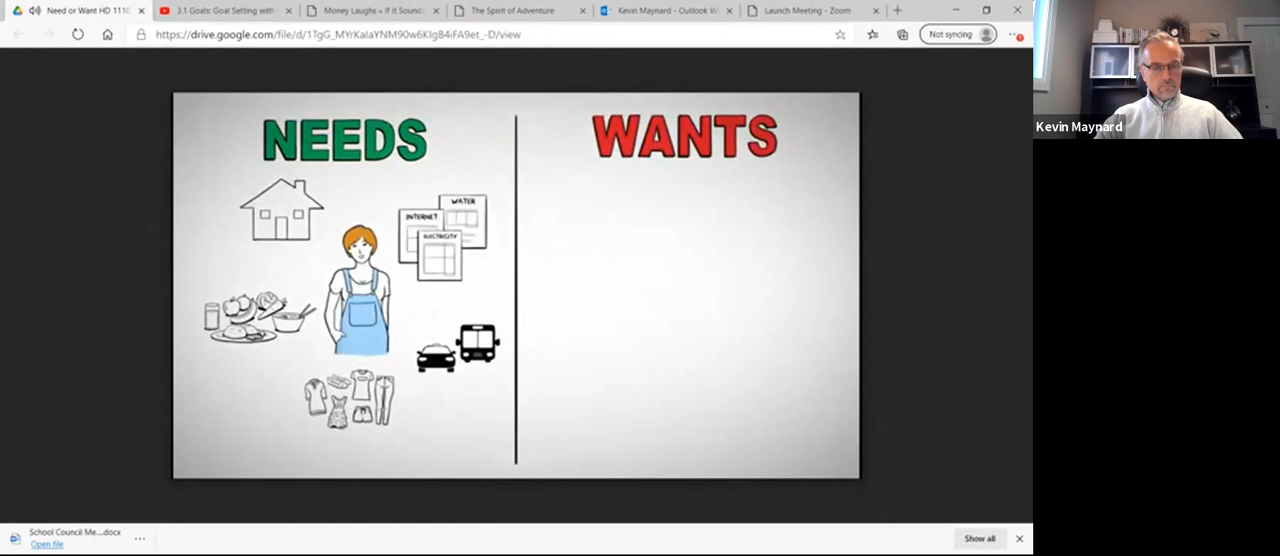 Need or Want HD 1110
3.1 Goals: Goal Setting with
Money Laughs « If It Sound
The Spirit of Adventure
Kevin Maynard - Outlook W
Launch Meeting - Zoom
https://drive.google.com/file/d/1TgG_MYrKaIaYNM90w6KIgB4iFA9et_-D/view
Not syncing
Kevin Maynard
NEEDS
WANTS
WATER
INTERNET
ELECTRICITY
School Council Me....docx
Open file
Show all